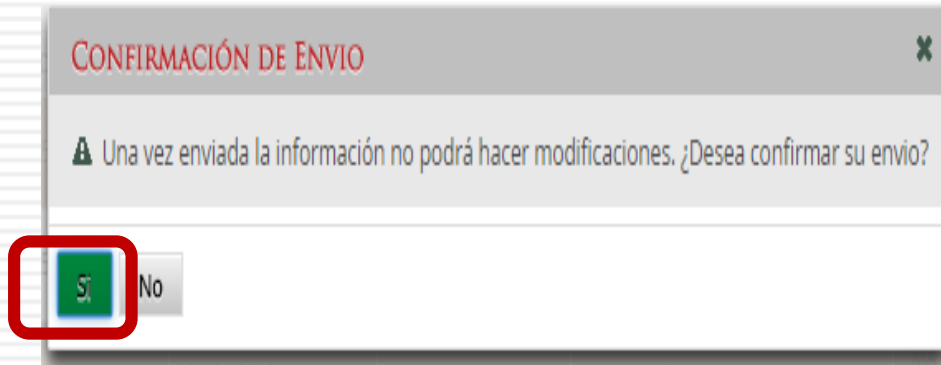 CONFIRMACIÓN DE ENVIO
Una vez enviada la información no podrá hacer modificaciones. ¿Desea confirmar su envio?
Si No